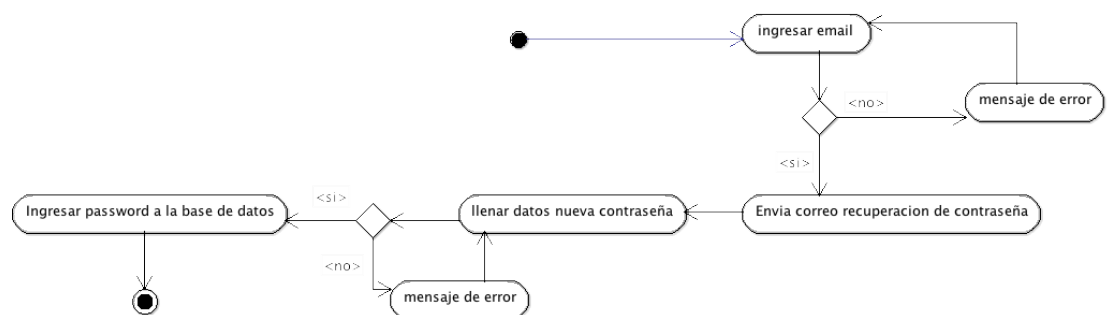 ingresar email
<no>
mensaje de error
<si>
Envia correo recuperacion de contraseña
llenar datos nueva contraseña
<si>
Ingresar password a la base de datos
<no>
mensaje de error